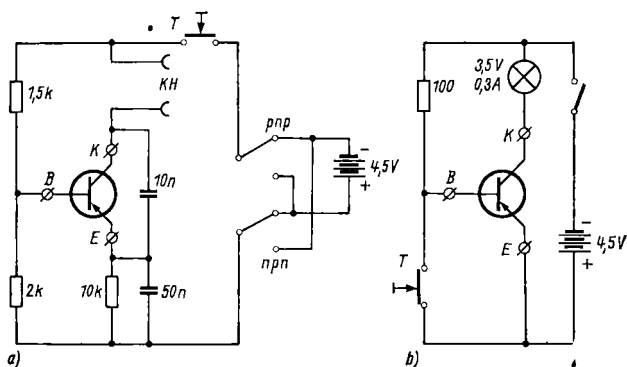 T
KH
1,5k
pnp
K
-
4,5V
+
B
10n
E
npn
2k
10k
50n
a)
3,5V
0,3A
100
K
B
-
4,5V
+
E
T
b)